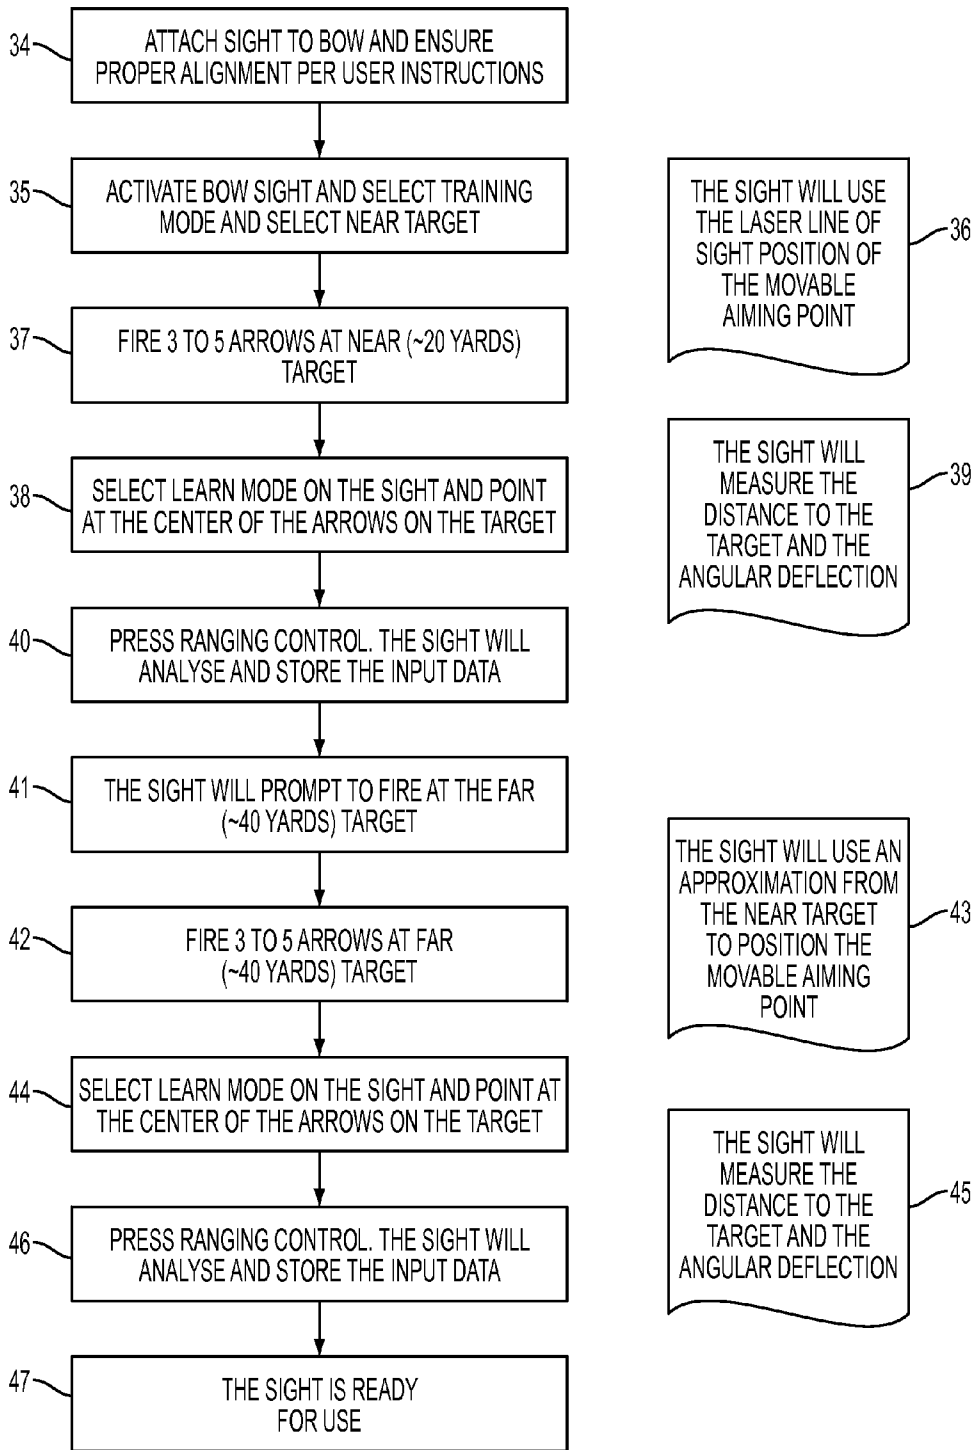 34
ATTACH SIGHT TO BOW AND ENSURE
PROPER ALIGNMENT PER USER INSTRUCTIONS
35
ACTIVATE BOW SIGHT AND SELECT TRAINING
MODE AND SELECT NEAR TARGET
THE SIGHT WILL USE
THE LASER LINE OF
SIGHT POSITION OF
THE MOVABLE
AIMING POINT
36
37
FIRE 3 TO 5 ARROWS AT NEAR (~20 YARDS)
TARGET
38
SELECT LEARN MODE ON THE SIGHT AND POINT
AT THE CENTER OF THE ARROWS ON THE TARGET
THE SIGHT WILL
MEASURE THE
DISTANCE TO THE
TARGET AND THE
ANGULAR DEFLECTION
39
40
PRESS RANGING CONTROL. THE SIGHT WILL
ANALYSE AND STORE THE INPUT DATA
41
THE SIGHT WILL PROMPT TO FIRE AT THE FAR
(~40 YARDS) TARGET
42
FIRE 3 TO 5 ARROWS AT FAR
(~40 YARDS) TARGET
THE SIGHT WILL USE AN
APPROXIMATION FROM
THE NEAR TARGET
TO POSITION THE
MOVABLE AIMING
POINT
43
44
SELECT LEARN MODE ON THE SIGHT AND POINT AT
THE CENTER OF THE ARROWS ON THE TARGET
THE SIGHT WILL
MEASURE THE
DISTANCE TO THE
TARGET AND THE
ANGULAR DEFLECTION
45
46
PRESS RANGING CONTROL. THE SIGHT WILL
ANALYSE AND STORE THE INPUT DATA
47
THE SIGHT IS READY
FOR USE